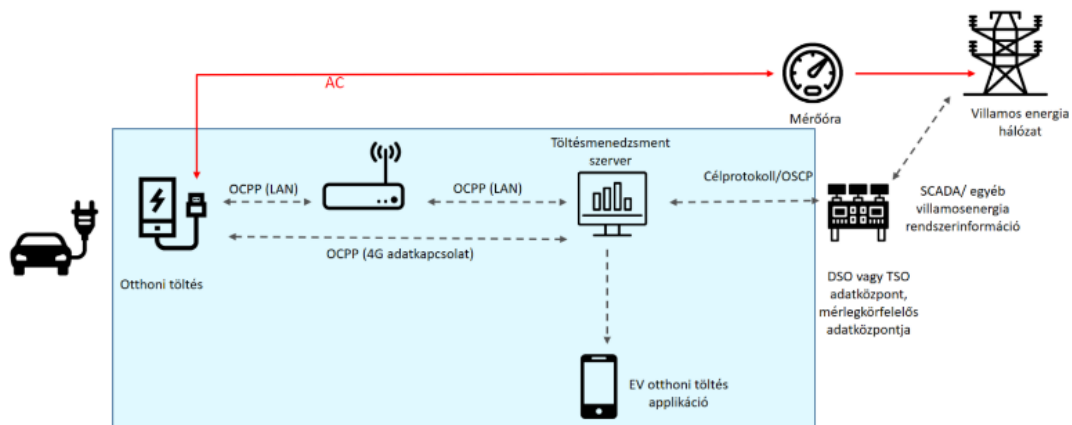 AC
Mérőóra
Villamos energia
hálózat
Töltésmenedzsment
szerver
OCPP (LAN)
OCPP (LAN)
Célprotokoll/OSCP
SCADA/ egyéb
villamosenergia
rendszerinformáció
OCPP (4G adatkapcsolat)
Otthoni töltés
DSO vagy TSO
adatközpont,
mérlegkörfelelős
adatközpontja
EV otthoni töltés
applikáció